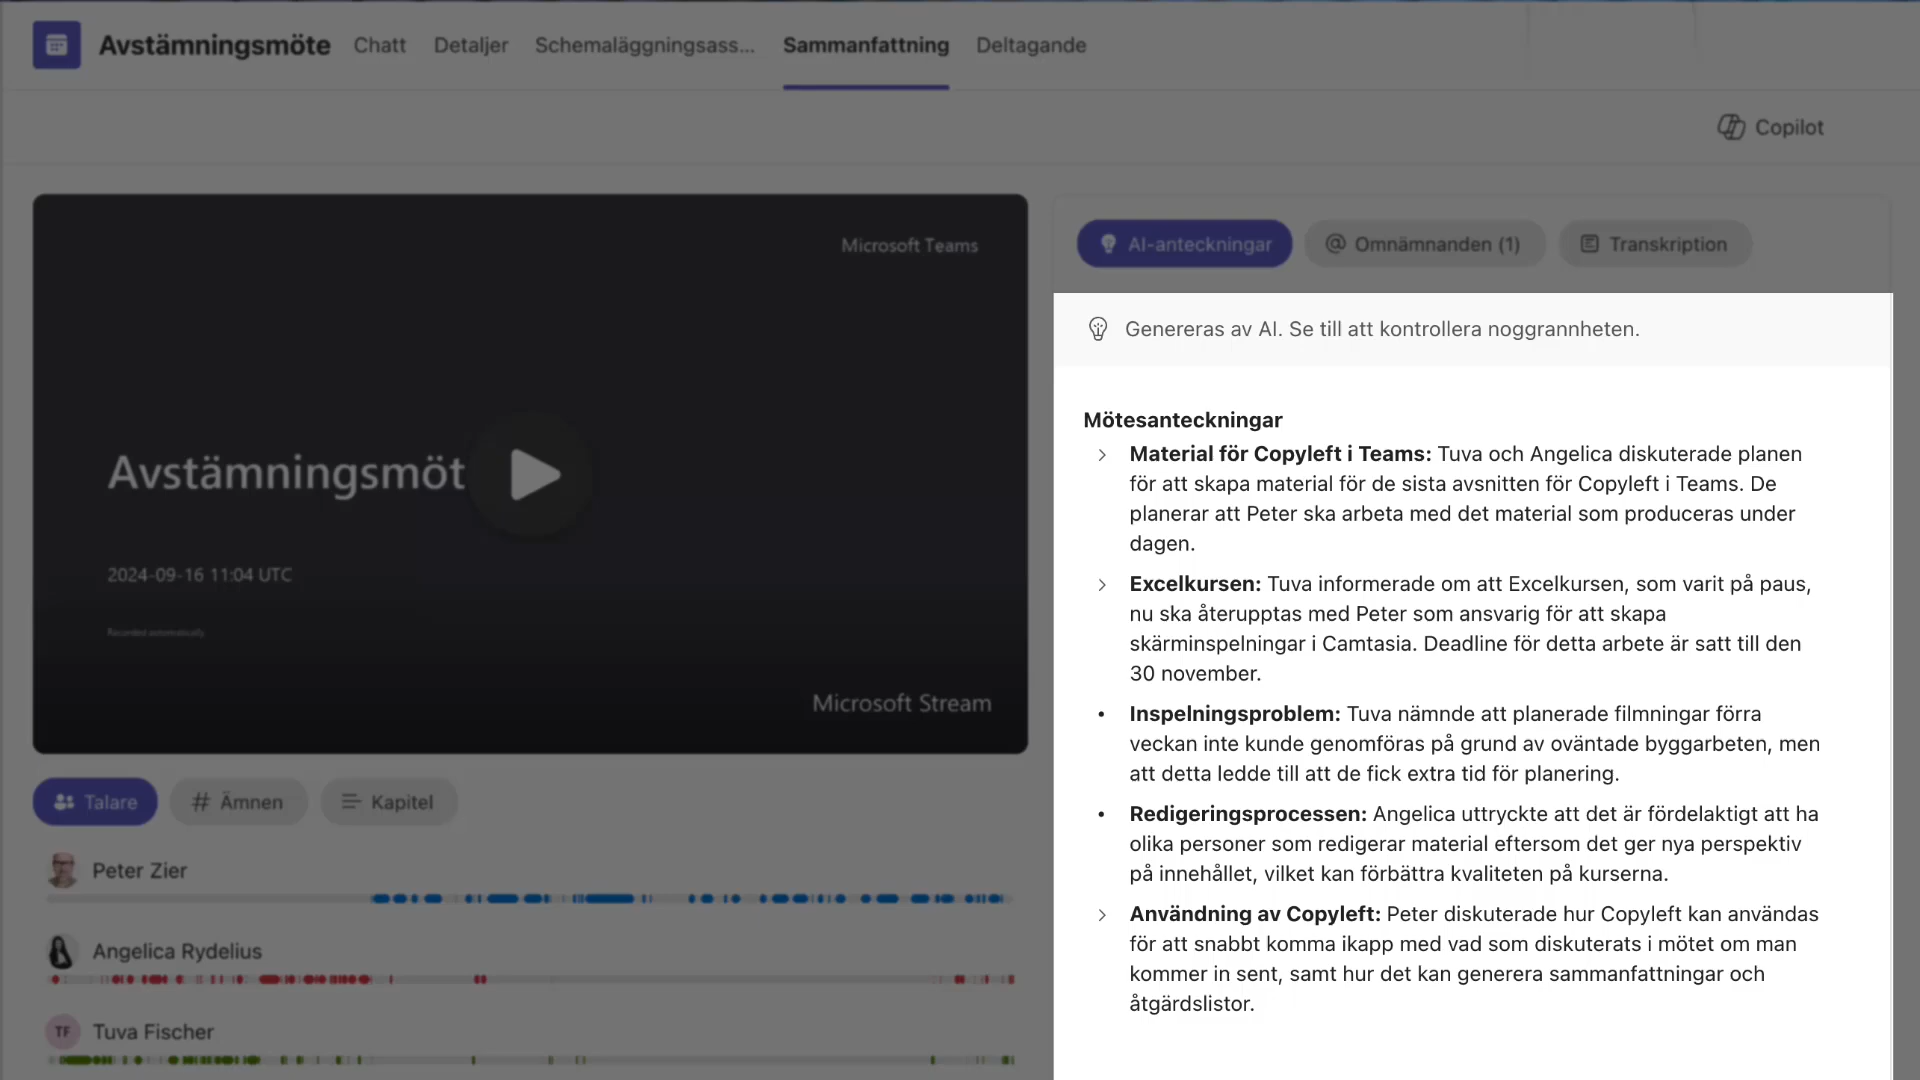 Avstämningsmöte Chatt Detaljer Schemaläggningsass... Sammanfattning Deltagande
Copilot
Microsoft Teams
Avstämningsmöt
2024-09-16 11:04 UTC
Recorded automatically
Microsoft Stream
Talare # Ämnen Kapitel
Peter Zier
Angelica Rydelius
TF Tuva Fischer
AI-anteckningar @ Omnämnanden (1) Transkription
Genereras av AI. Se till att kontrollera noggrannheten.
Mötesanteckningar
Material för Copyleft i Teams: Tuva och Angelica diskuterade planen
för att skapa material för de sista avsnitten för Copyleft i Teams. De
planerar att Peter ska arbeta med det material som produceras under
dagen.
Excelkursen: Tuva informerade om att Excelkursen, som varit på paus,
nu ska återupptas med Peter som ansvarig för att skapa
skärminspelningar i Camtasia. Deadline för detta arbete är satt till den
30 november.
• Inspelningsproblem: Tuva nämnde att planerade filmningar förra
veckan inte kunde genomföras på grund av oväntade byggarbeten, men
att detta ledde till att de fick extra tid för planering.
• Redigeringsprocessen: Angelica uttryckte att det är fördelaktigt att ha
olika personer som redigerar material eftersom det ger nya perspektiv
på innehållet, vilket kan förbättra kvaliteten på kurserna.
Användning av Copyleft: Peter diskuterade hur Copyleft kan användas
för att snabbt komma ikapp med vad som diskuterats i mötet om man
kommer in sent, samt hur det kan generera sammanfattningar och
åtgärdslistor.